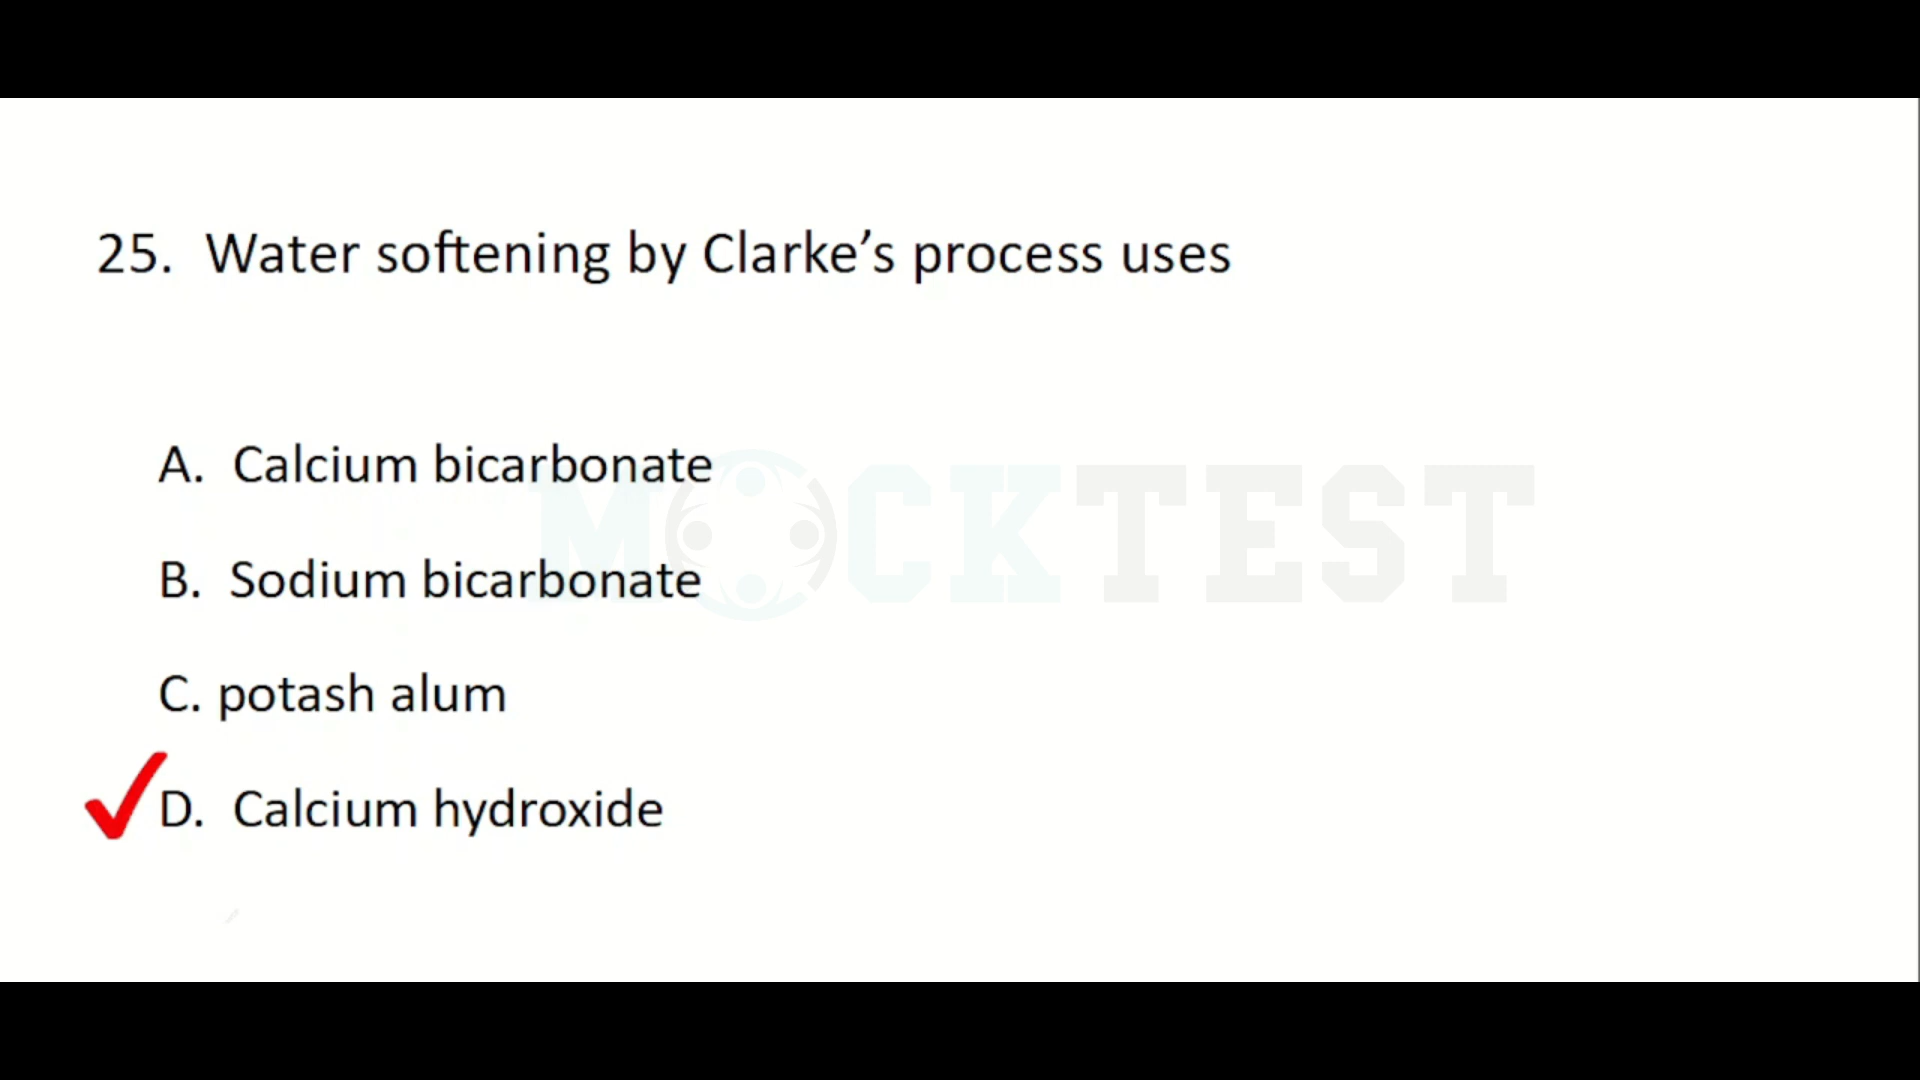 25. Water softening by Clarke’s process uses
A. Calcium bicarbonate
MOCKTEST
B. Sodium bicarbonate
C. potash alum
D. Calcium hydroxide